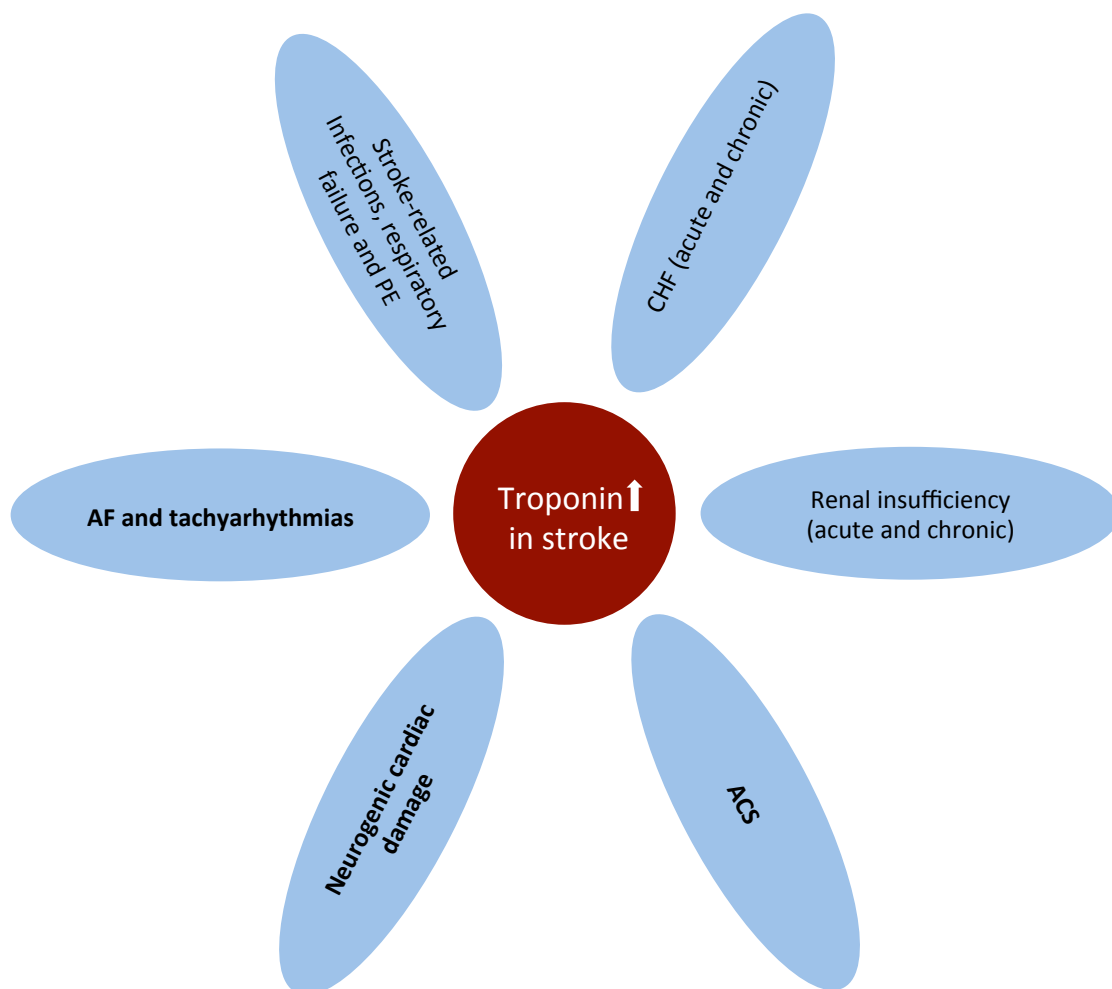 Stroke-related
Infections, respiratory
failure and PE
CHF (acute and chronic)
AF and tachyarhythmias
Troponin⬆
in stroke
Renal insufficiency
(acute and chronic)
Neurogenic cardiac
damage
ACS